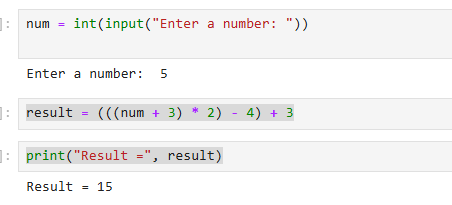 ]: num = int(input("Enter a number: "))
Enter a number:  5
]: result = (((num + 3) * 2) - 4) + 3
]: print("Result =", result)
Result = 15